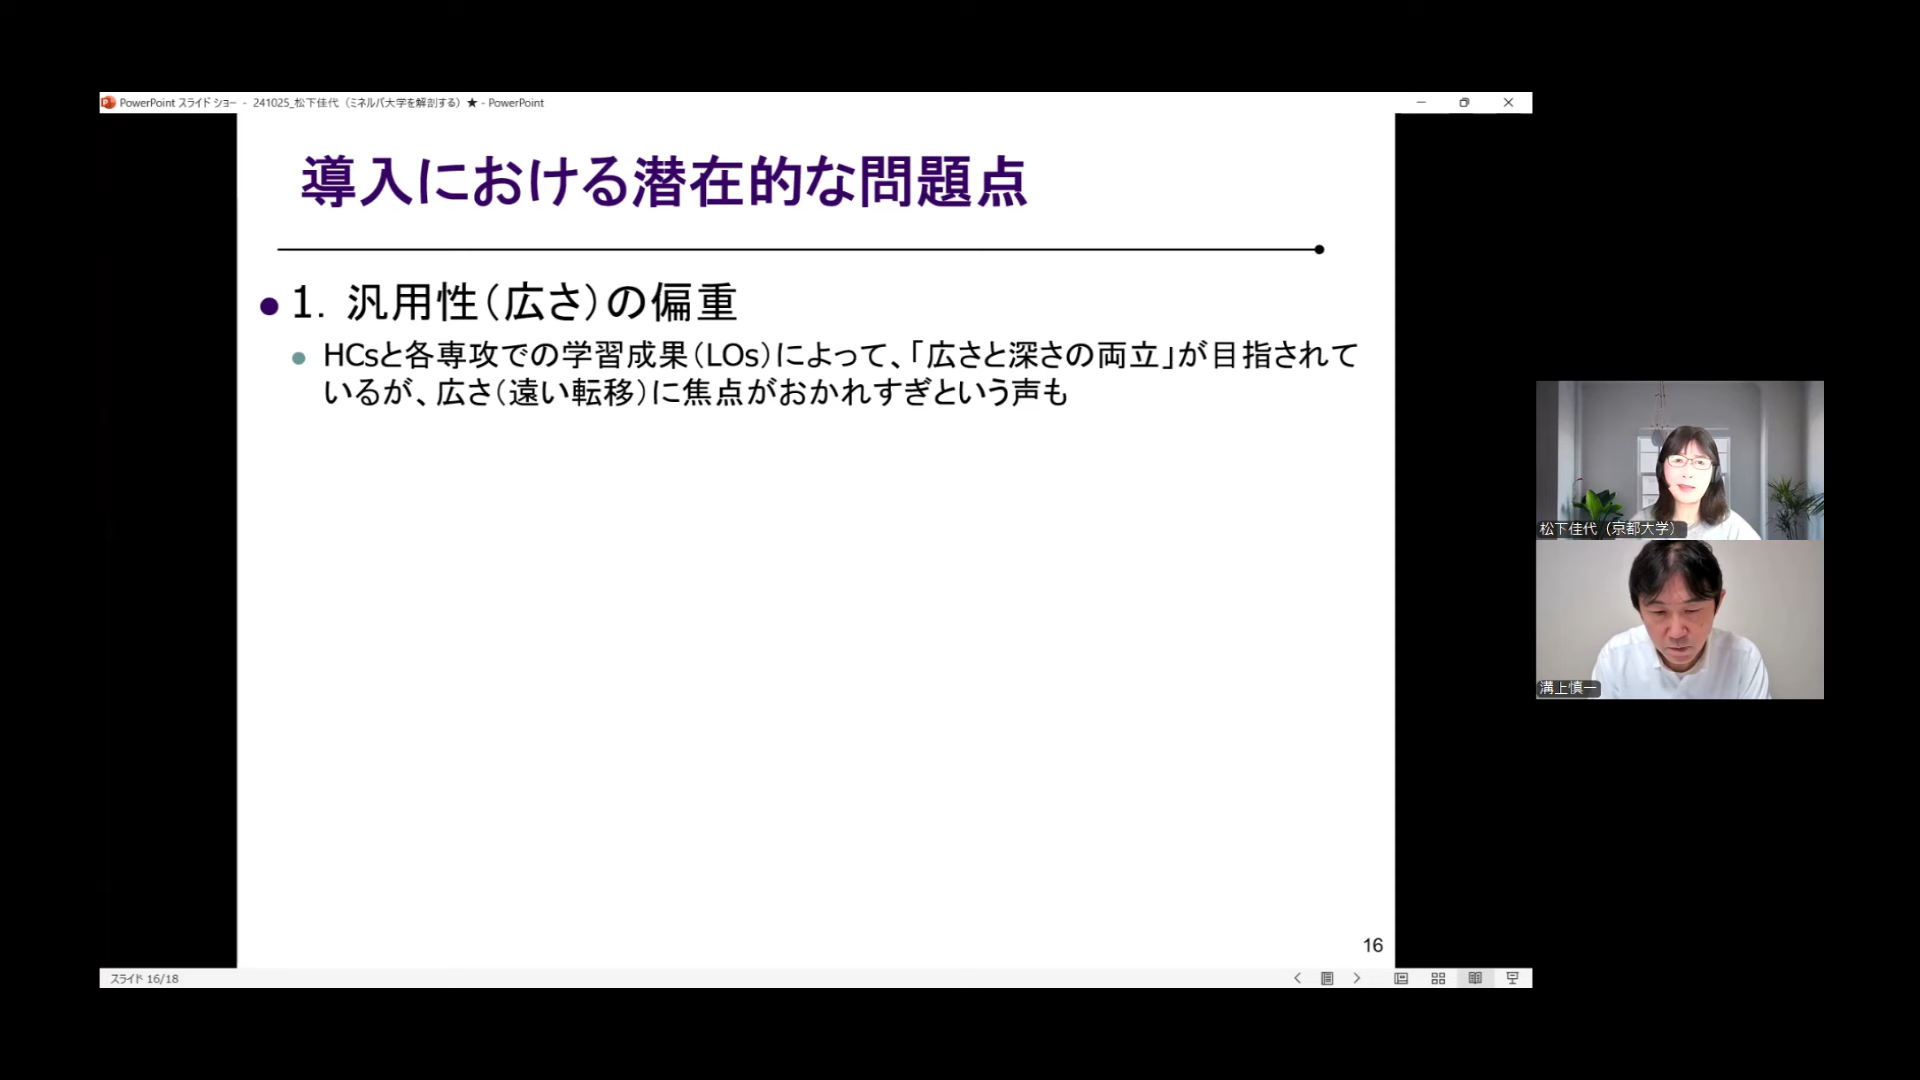 PowerPoint スライド ショー - 241025_松下佳代（ミネルバ大学を解剖する）★ - PowerPoint
導入における潜在的な問題点
1. 汎用性（広さ）の偏重
HCsと各専攻での学習成果（LOs）によって、「広さと深さの両立」が目指されて
いるが、広さ（遠い転移）に焦点がおかれすぎという声も
松下佳代（京都大学）
溝上慎一
16
スライド 16/18